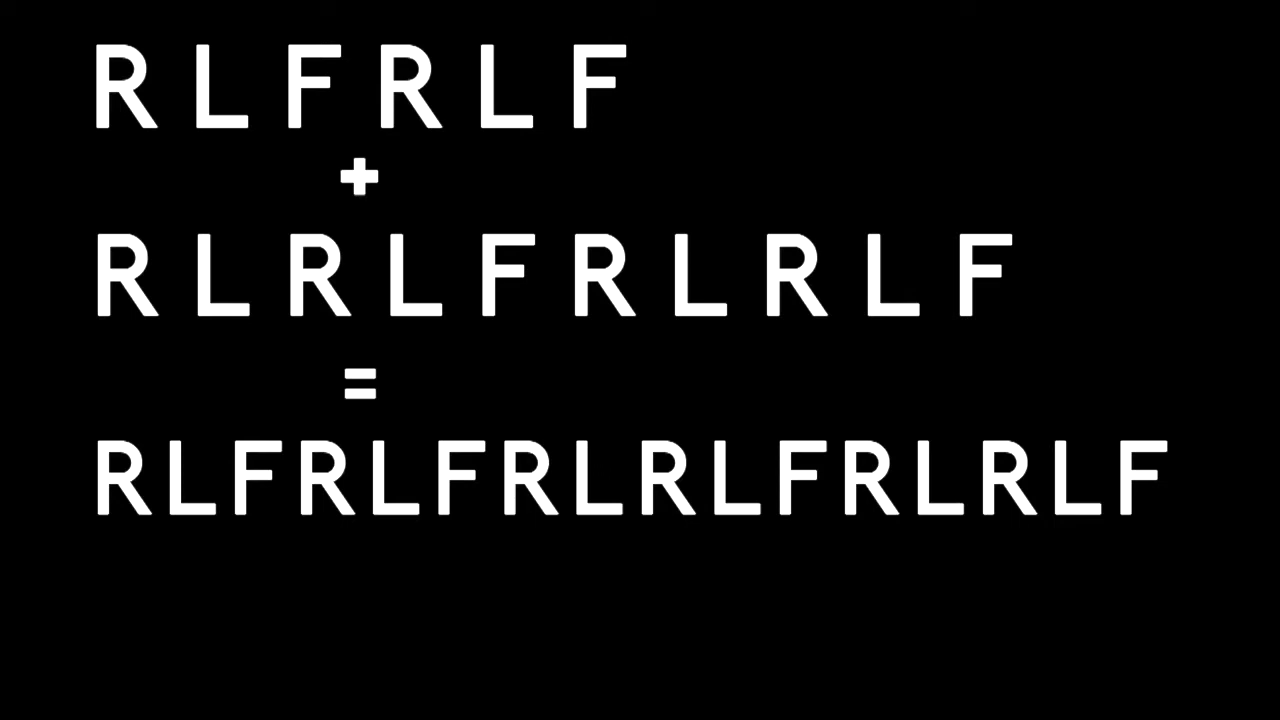 R L F R L F
+
R L R L F R L R L F
=
RLFRLFRLRLFRLRLF